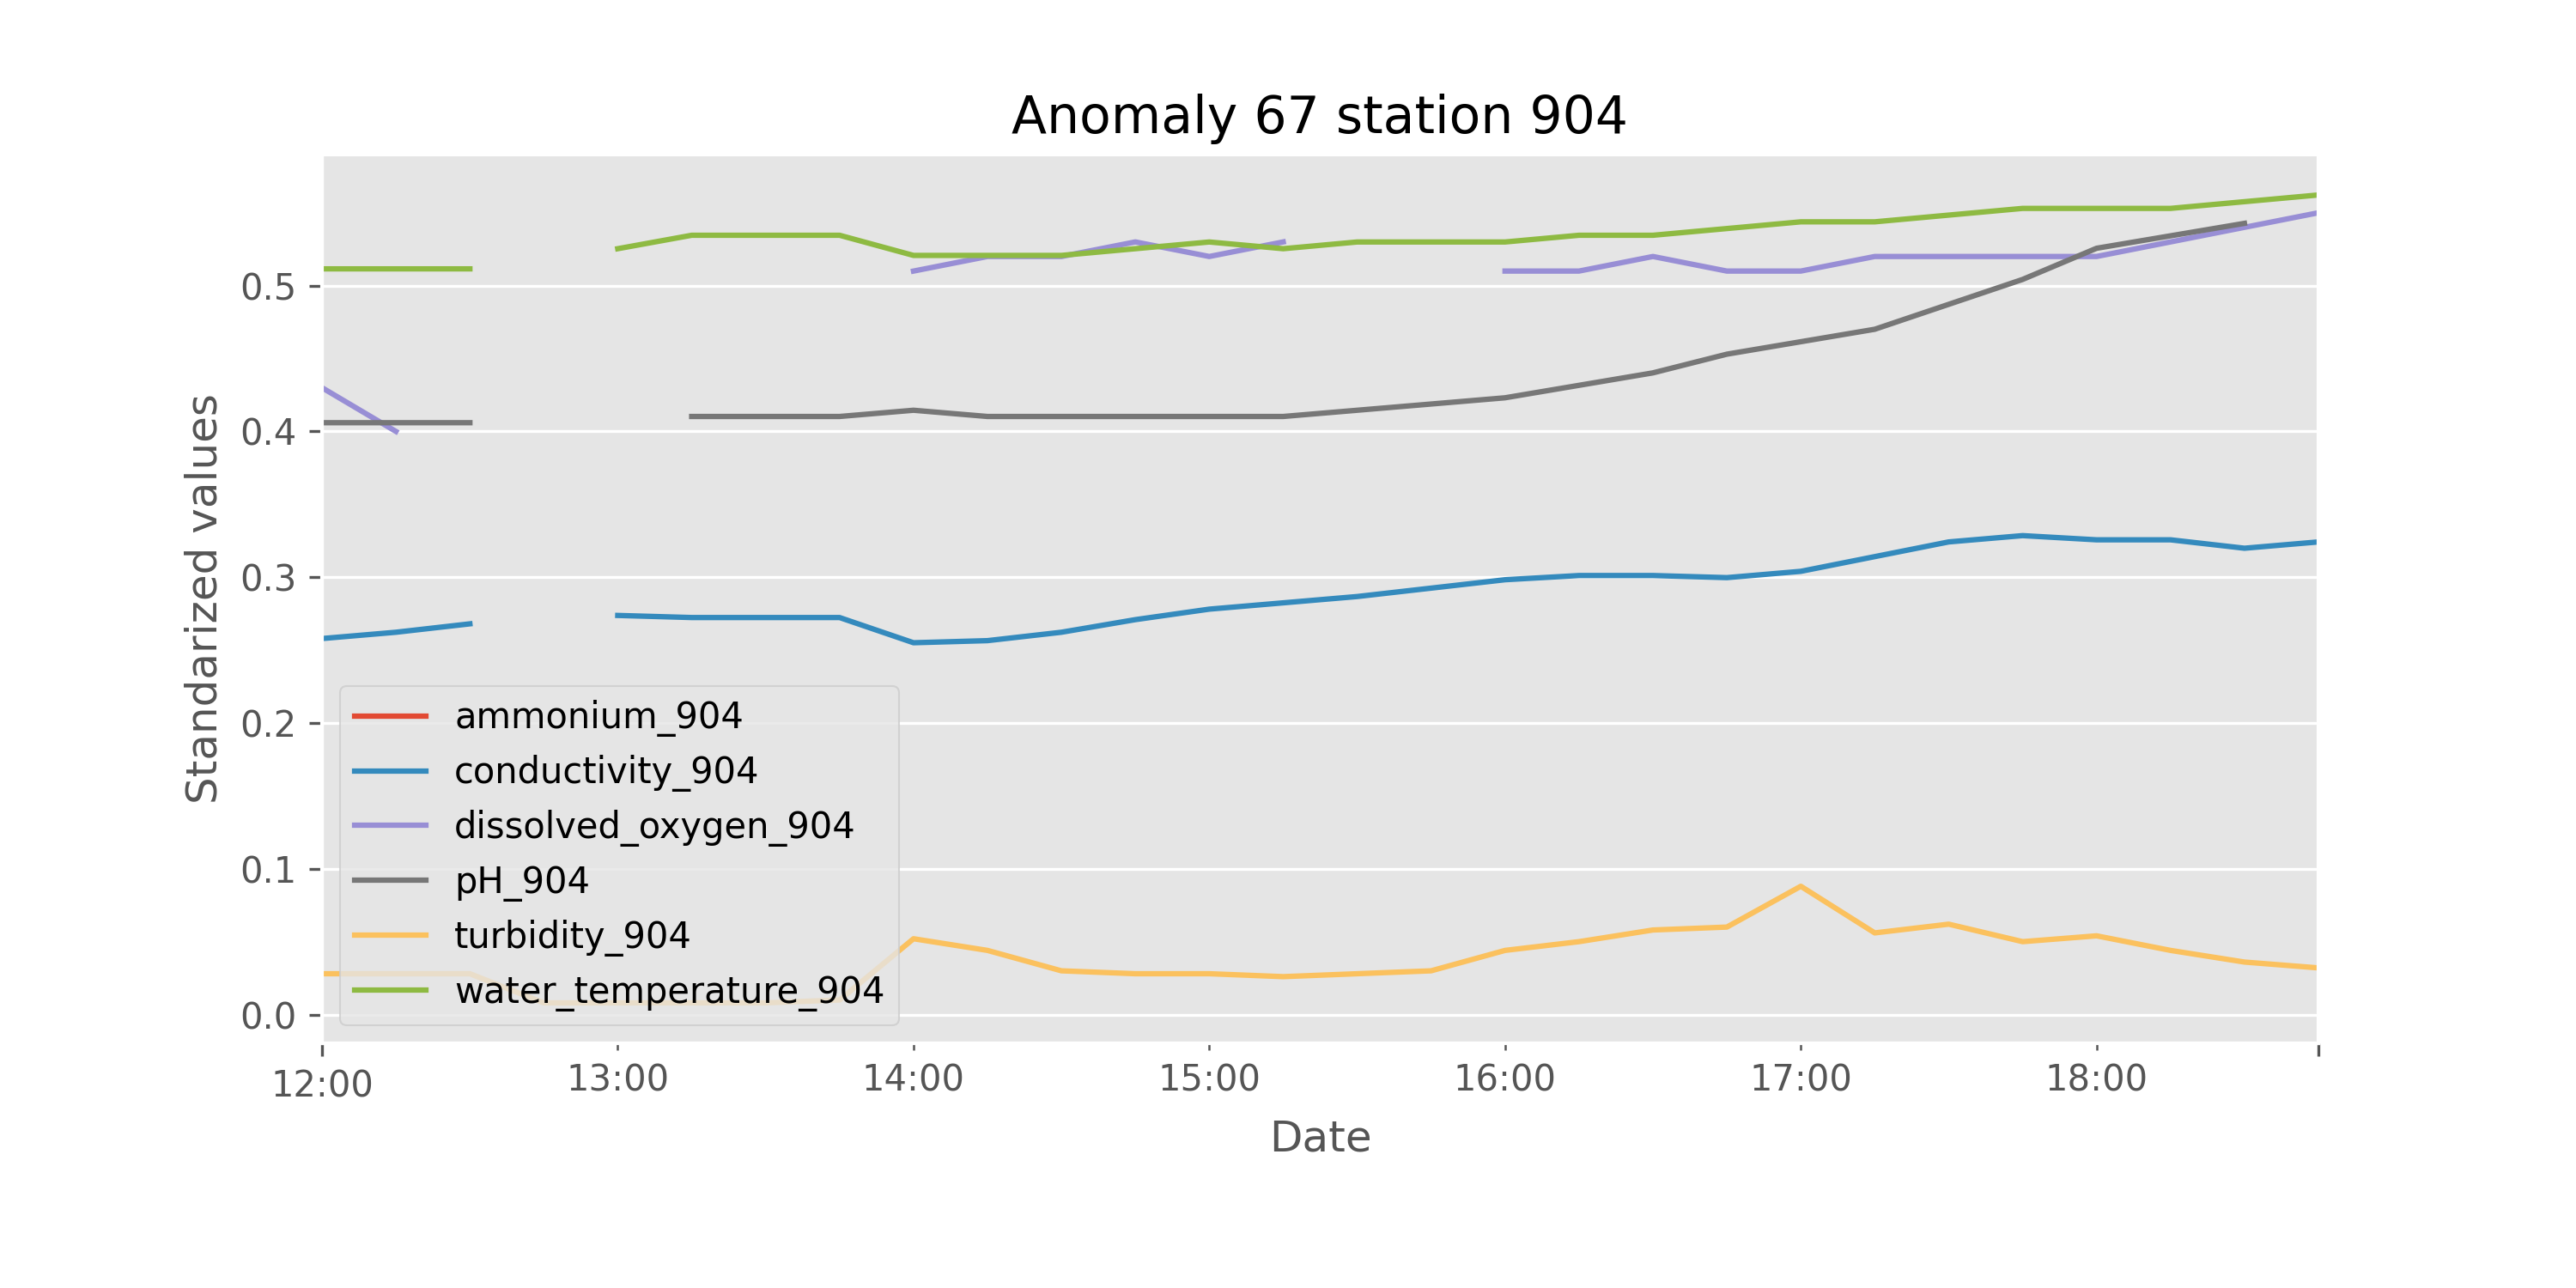 Anomaly 67 station 904
Standarized values
0.5
0.4
0.3
0.2
0.1
0.0
ammonium_904
conductivity_904
dissolved_oxygen_904
pH_904
turbidity_904
water_temperature_904
12:00 13:00 14:00 15:00 16:00 17:00 18:00
Date